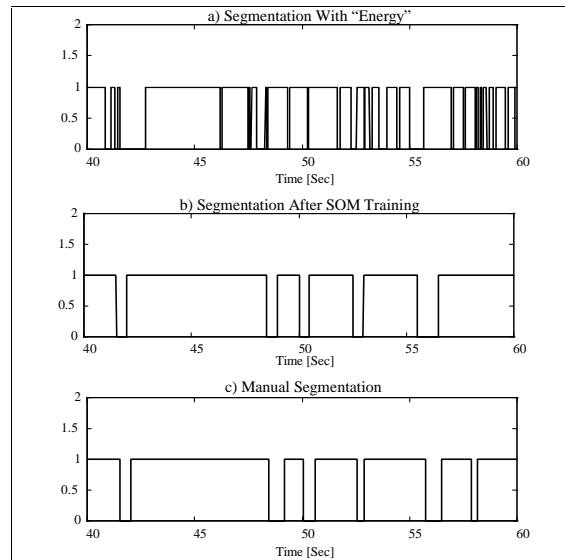 a) Segmentation With “Energy”
2
1.5
1
0.5
0
40 45 50 55 60
Time [Sec]
b) Segmentation After SOM Training
2
1.5
1
0.5
0
40 45 50 55 60
Time [Sec]
c) Manual Segmentation
2
1.5
1
0.5
0
40 45 50 55 60
Time [Sec]